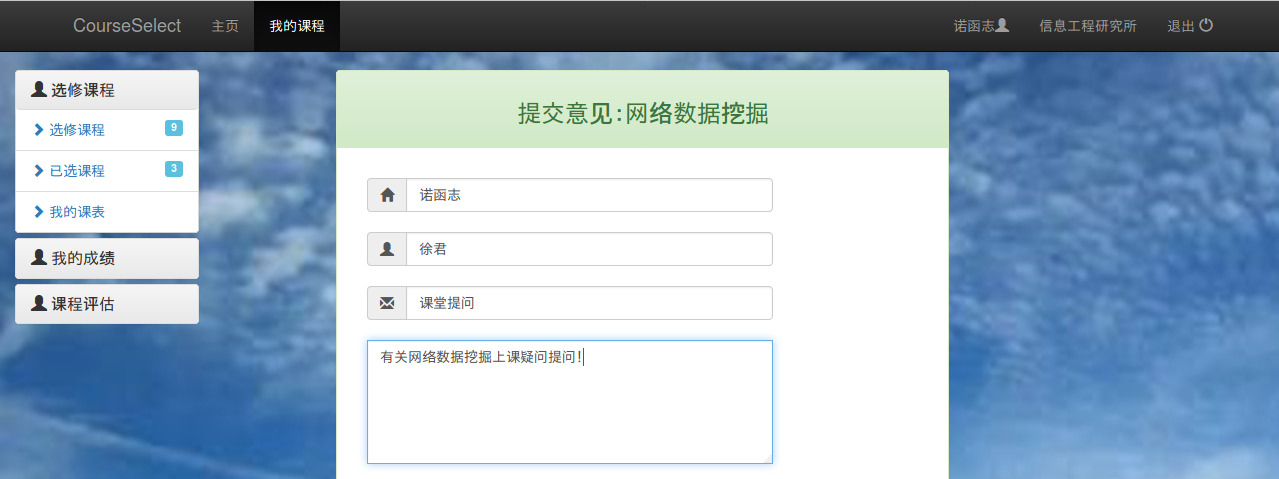 CourseSelect 主页 我的课程 诺函志 信息工程研究所 退出
选修课程
选修课程 9
已选课程 3
我的课表
我的成绩
课程评估
提交意见:网络数据挖掘
诺函志
徐君
课堂提问
有关网络数据挖掘上课疑问提问!